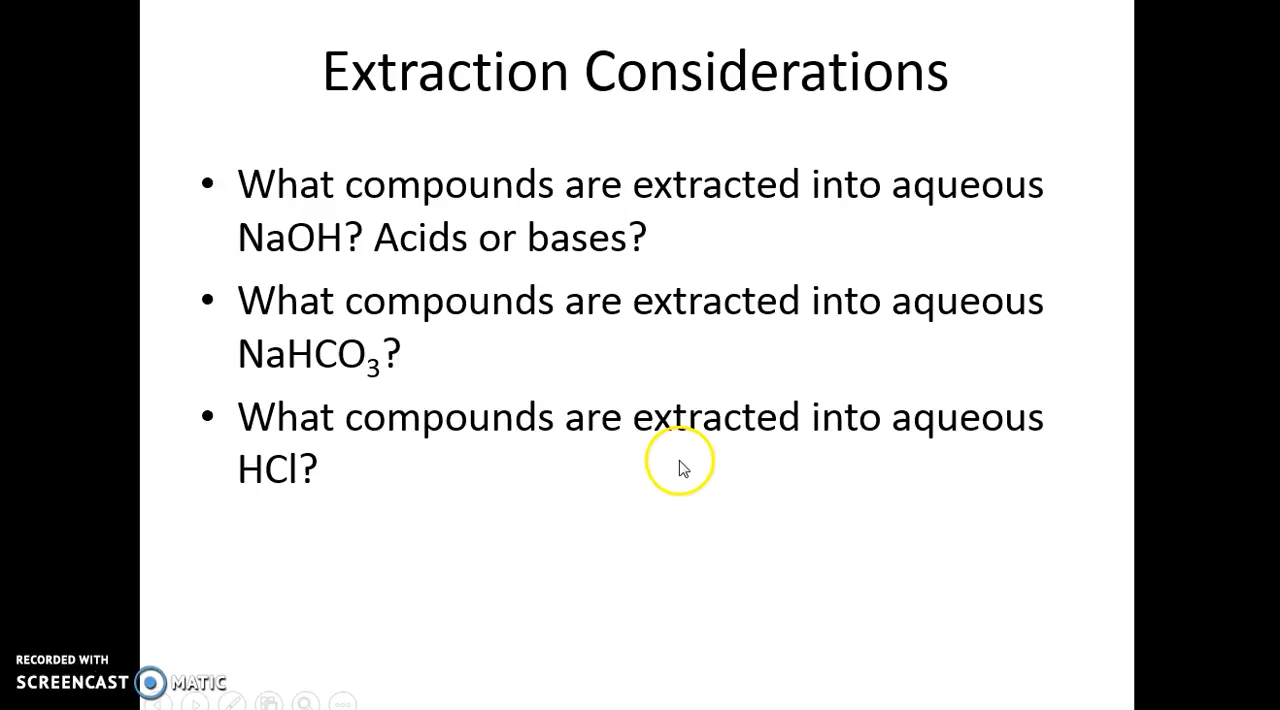 Extraction Considerations
• What compounds are extracted into aqueous
NaOH? Acids or bases?
• What compounds are extracted into aqueous
NaHCO₃?
• What compounds are extracted into aqueous
HCl?
RECORDED WITH
SCREENCAST MATIC